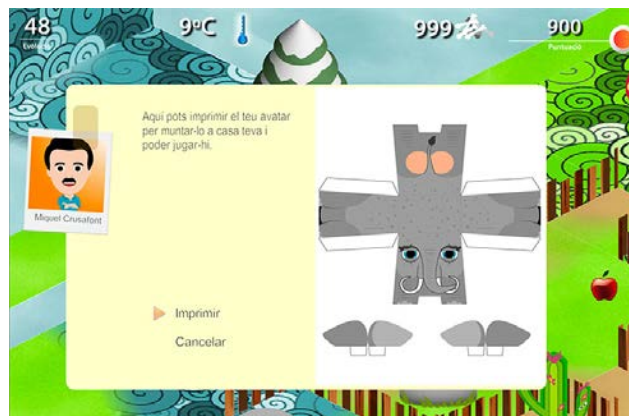 48
Evolució
9ºC
999
900
Puntuació
Aquí pots imprimir el teu avatar
per muntar-lo a casa teva i
poder jugar-hi.
Miquel Crusafont
Imprimir
Cancelar